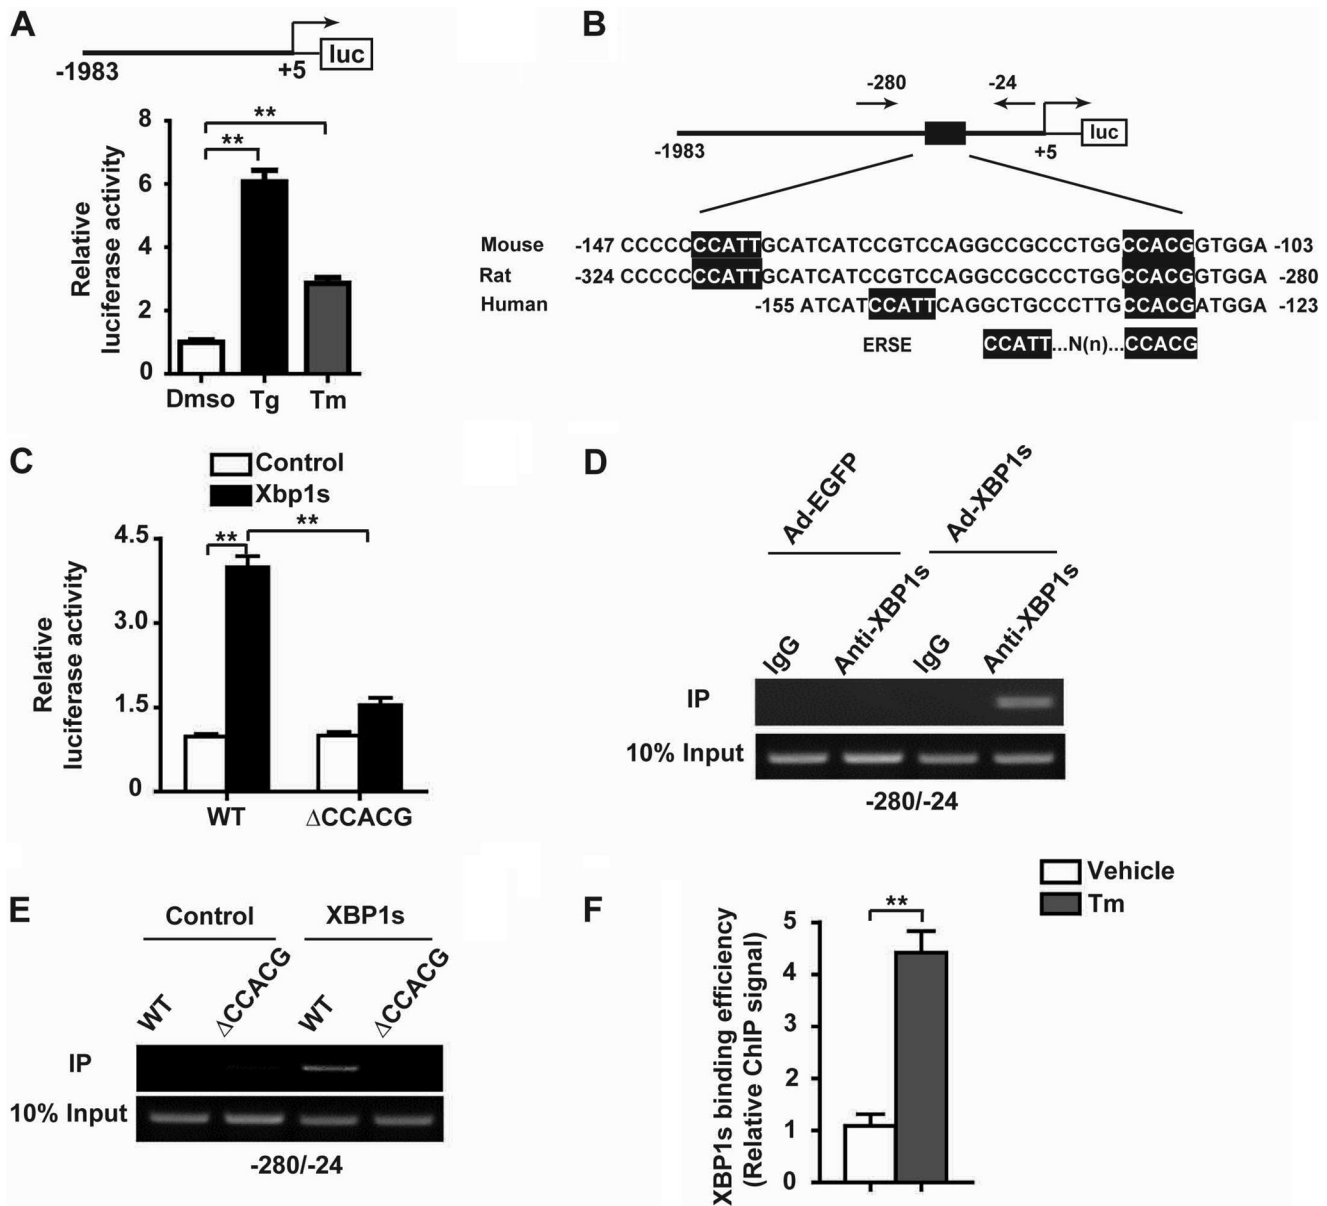 A
luc
-1983
+5
**
**
8
6
4
2
0
Relative
luciferase activity
Dmso Tg Tm
B
-280
-24
luc
-1983
+5
Mouse -147 CCCCCCCATTGCATCATCCGTCCAGGCCGCCCTGGCCACGGTGGA -103
Rat -324 CCCCCCCATTGCATCATCCGTCCAGGCCGCCCTGGCCACGGTGGA -280
Human -155 ATCATCCATTCAGGCTGCCCTTGCCACGATGGA -123
ERSE CCATT...N(n)...CCACG
C
Control
Xbp1s
**
**
4.5
3.0
1.5
0
Relative
luciferase activity
WT ΔCCACG
D
Ad-EGFP
Ad-XBP1s
IgG
Anti-XBP1s
IgG
Anti-XBP1s
IP
10% Input
-280/-24
E
Control XBP1s
WT
ΔCCACG
WT
ΔCCACG
IP
10% Input
-280/-24
F
Vehicle
Tm
**
5
4
3
2
1
0
XBP1s binding efficiency
(Relative ChIP signal)